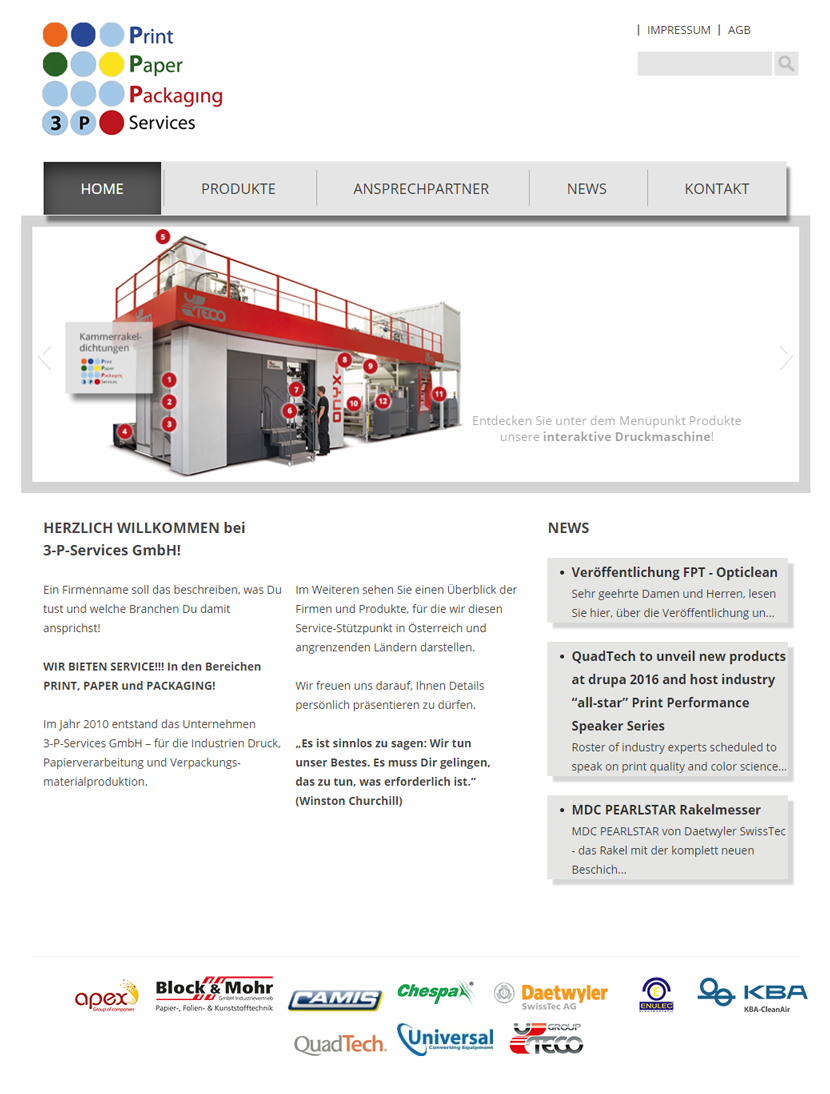 Print
Paper
Packaging
3 P Services
| IMPRESSUM | AGB
HOME
PRODUKTE
ANSPRECHPARTNER
NEWS
KONTAKT
5
TECO
Kammerrakel-
dichtungen
Print
Paper
Packaging
3 P Services
1
2
3
4
6
7
8
9
10
12
11
ONYX
Entdecken Sie unter dem Menüpunkt Produkte
unsere interaktive Druckmaschine!
HERZLICH WILLKOMMEN bei
3-P-Services GmbH!
Ein Firmenname soll das beschreiben, was Du
tust und welche Branchen Du damit
ansprichst!
WIR BIETEN SERVICE!!! In den Bereichen
PRINT, PAPER und PACKAGING!
Im Jahr 2010 entstand das Unternehmen
3-P-Services GmbH – für die Industrien Druck,
Papierverarbeitung und Verpackungs-
materialproduktion.
Im Weiteren sehen Sie einen Überblick der
Firmen und Produkte, für die wir diesen
Service-Stützpunkt in Österreich und
angrenzenden Ländern darstellen.
Wir freuen uns darauf, Ihnen Details
persönlich präsentieren zu dürfen.
„Es ist sinnlos zu sagen: Wir tun
unser Bestes. Es muss Dir gelingen,
das zu tun, was erforderlich ist.“
(Winston Churchill)
NEWS
• Veröffentlichung FPT - Opticlean
Sehr geehrte Damen und Herren, lesen
Sie hier, über die Veröffentlichung un...
• QuadTech to unveil new products
at drupa 2016 and host industry
“all-star” Print Performance
Speaker Series
Roster of industry experts scheduled to
speak on print quality and color science...
• MDC PEARLSTAR Rakelmesser
MDC PEARLSTAR von Daetwyler SwissTec
- das Rakel mit der komplett neuen
Beschich...
apex
Group of companies
Block & Mohr
GmbH Industrievertrieb
Papier-, Folien- & Kunststofftechnik
CAMIS
Chespa®
Daetwyler
SwissTec AG
E
ENULEC
KBA
KBA-CleanAir
QuadTech.
Universal
Converting Equipment
GROUP
TECO